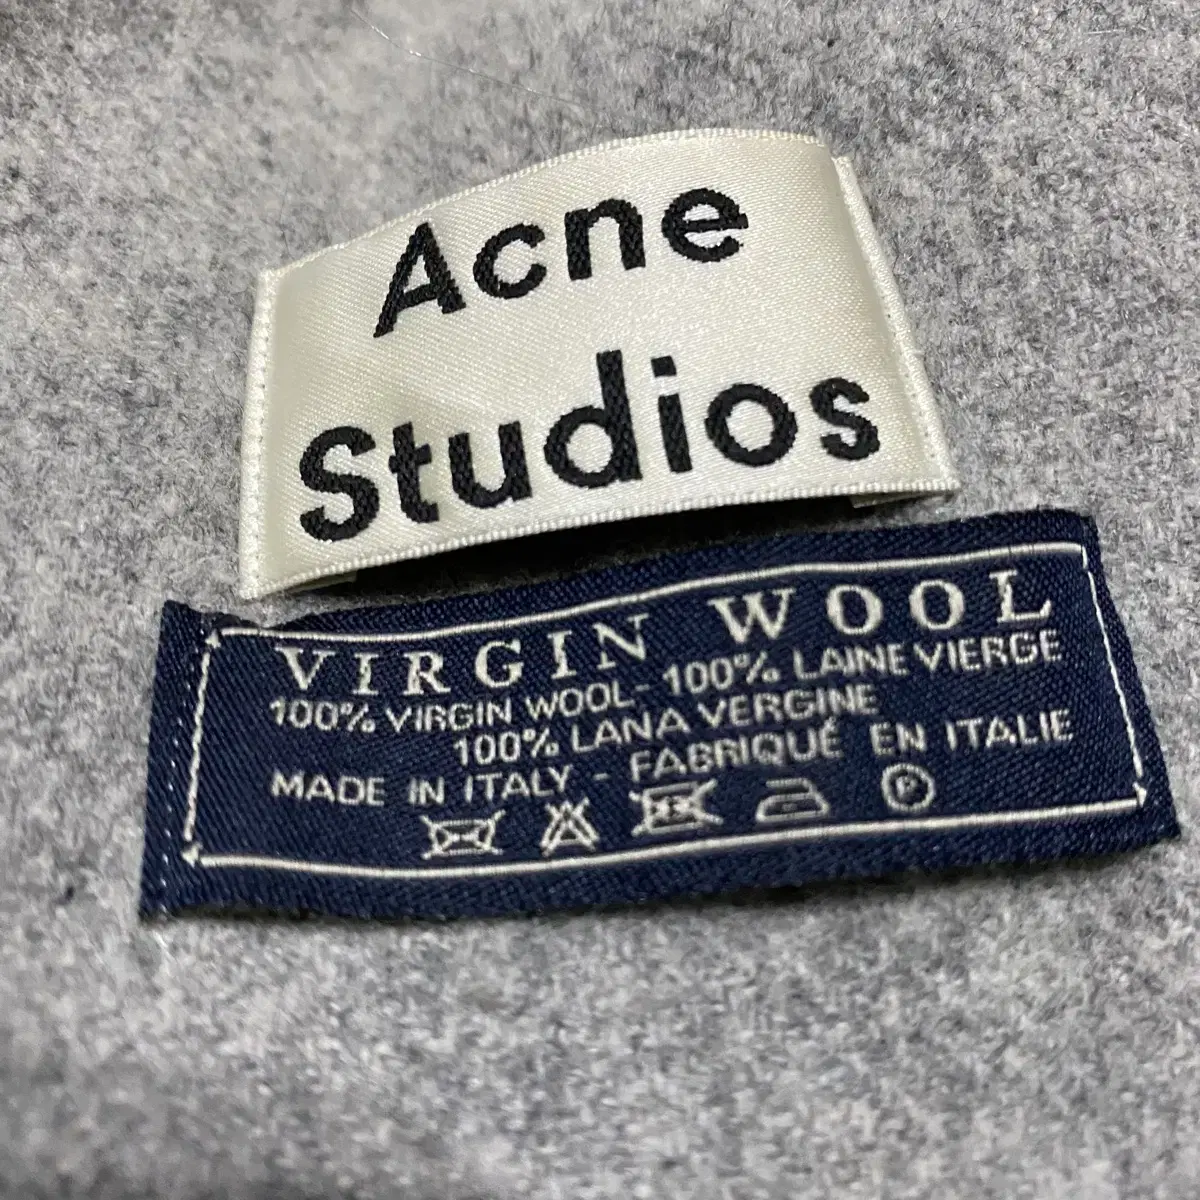 Acne
Studios
VIRGIN WOOL
100% VIRGIN WOOL - 100% LAINE VIERGE
100% LANA VERGINE
MADE IN ITALY - FABRIQUÉ EN ITALIE
P